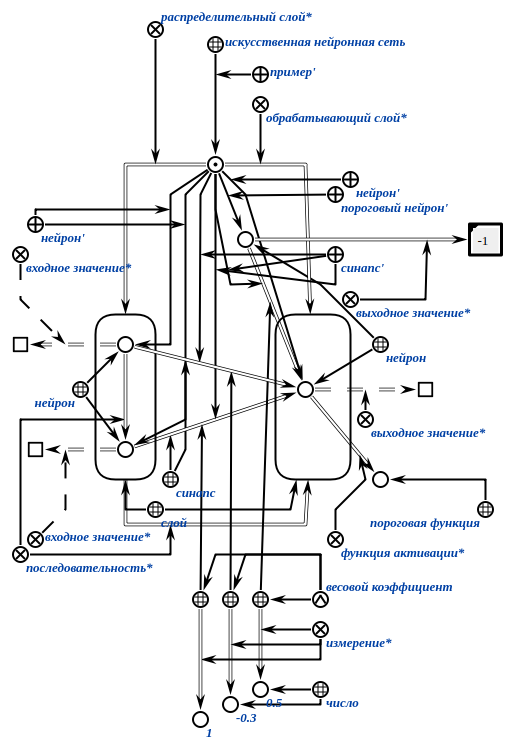 распределительный слой*
искусственная нейронная сеть
пример'
обрабатывающий слой*
нейрон'
пороговый нейрон'
нейрон'
-1
входное значение*
синапс'
выходное значение*
нейрон
нейрон
выходное значение*
синапс
слой
пороговая функция
входное значение*
функция активации*
последовательность*
весовой коэффициент
измерение*
0.5
число
-0.3
1